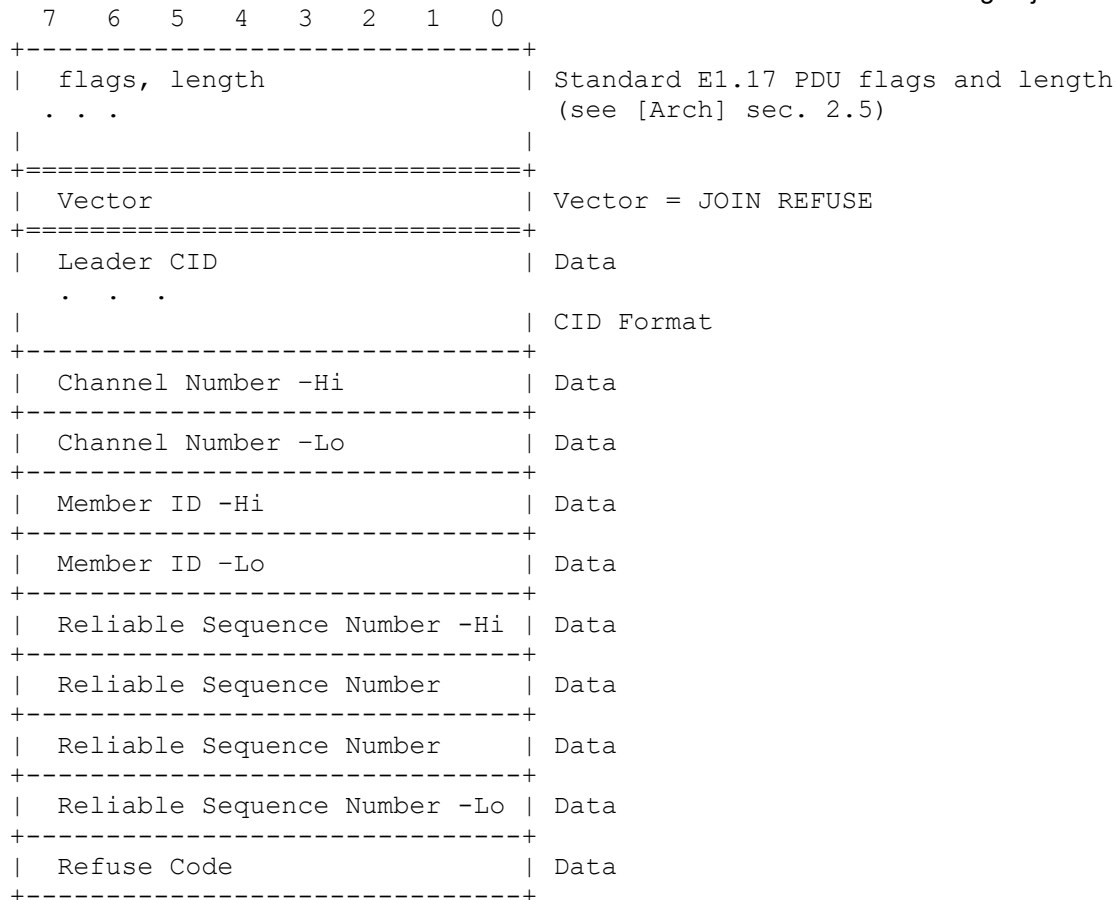 7 6 5 4 3 2 1 0
+-------------------------------+
| flags, length | Standard E1.17 PDU flags and length
. . . (see [Arch] sec. 2.5)
| |
+===============================+
| Vector | Vector = JOIN REFUSE
+===============================+
| Leader CID | Data
. . .
| | CID Format
+-------------------------------+
| Channel Number –Hi | Data
+-------------------------------+
| Channel Number –Lo | Data
+-------------------------------+
| Member ID -Hi | Data
+-------------------------------+
| Member ID –Lo | Data
+-------------------------------+
| Reliable Sequence Number -Hi | Data
+-------------------------------+
| Reliable Sequence Number | Data
+-------------------------------+
| Reliable Sequence Number | Data
+-------------------------------+
| Reliable Sequence Number -Lo | Data
+-------------------------------+
| Refuse Code | Data
+-------------------------------+